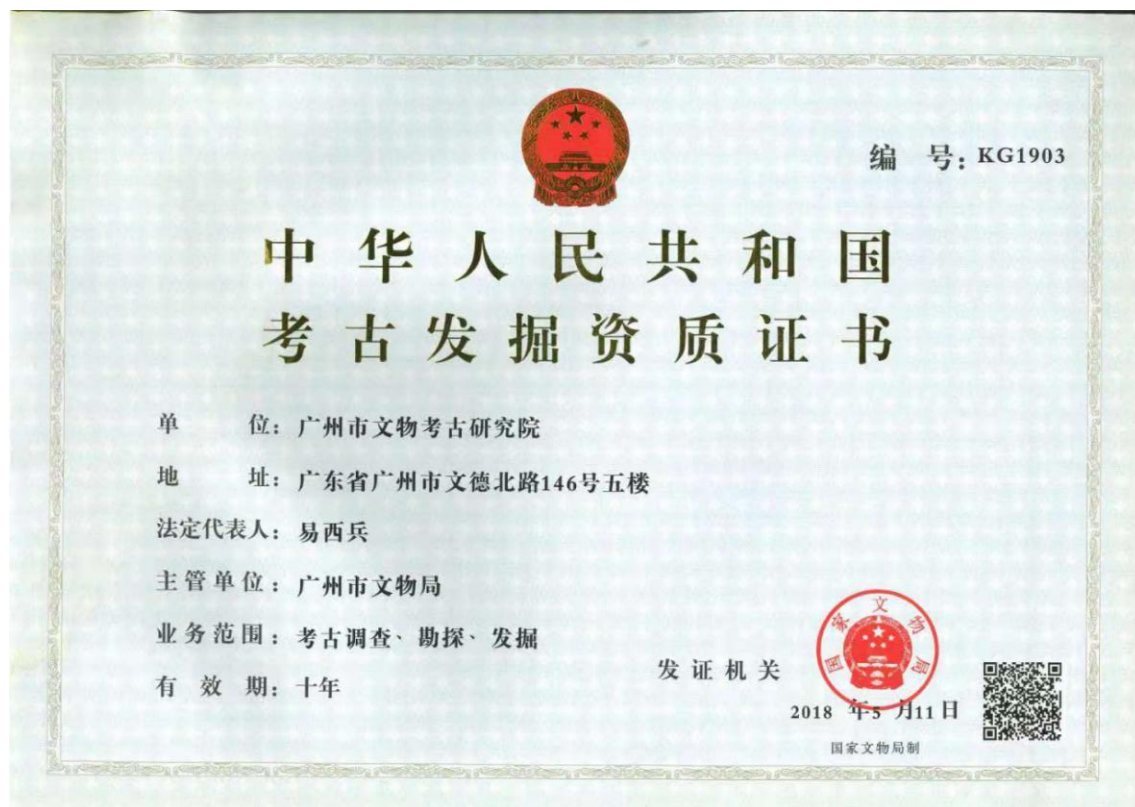 编 号：KG1903
中华人民共和国
考古发掘资质证书
单 位：广州市文物考古研究院
地 址：广东省广州市文德北路146号五楼
法定代表人：易西兵
主管单位：广州市文物局
业务范围：考古调查、勘探、发掘
有 效 期：十年
发证机关
国家文物局
2018 年5 月11日
国家文物局制